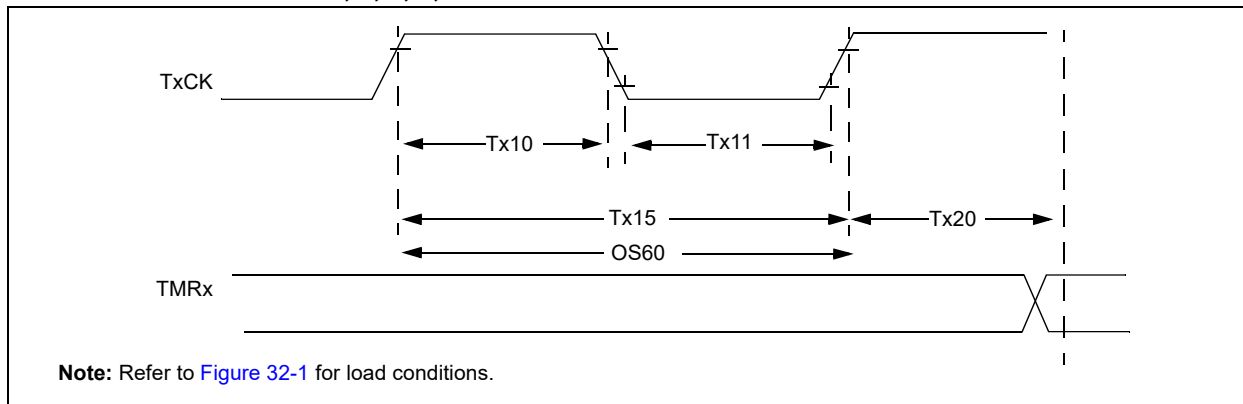 TxCK
Tx10
Tx11
Tx15
Tx20
OS60
TMRx
Note: Refer to Figure 32-1 for load conditions.